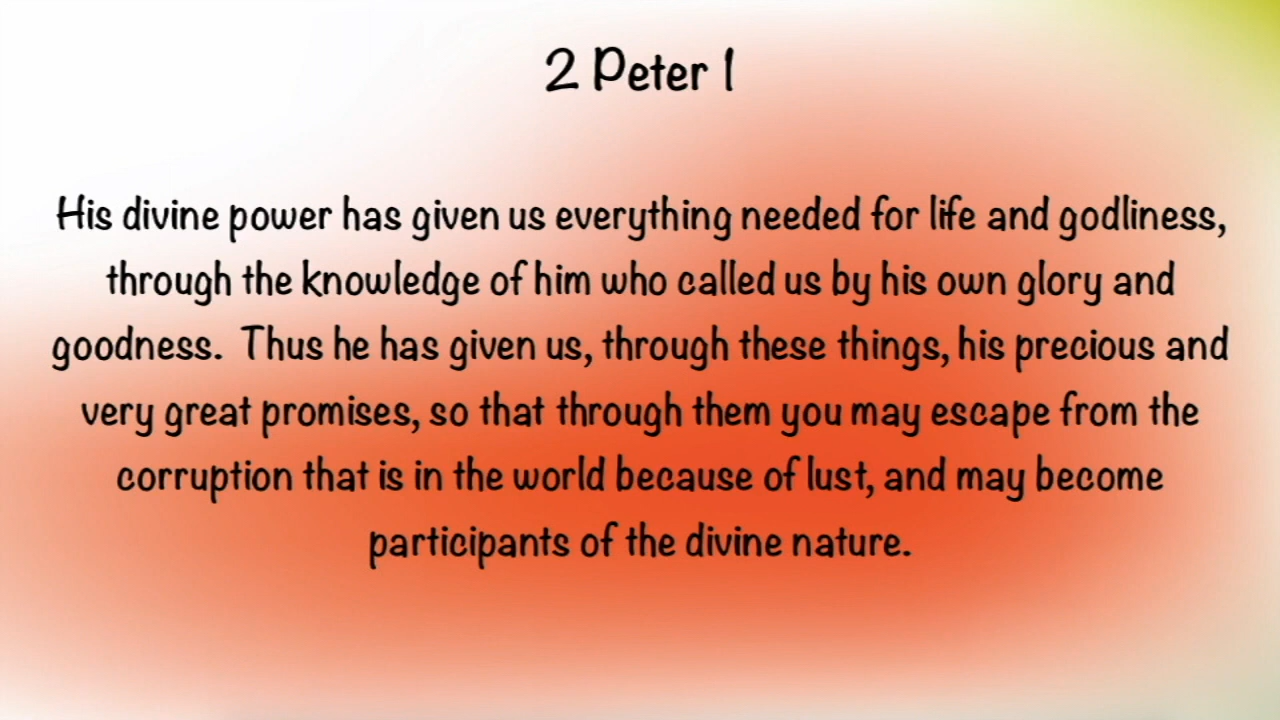 2 Peter 1
His divine power has given us everything needed for life and godliness,
through the knowledge of him who called us by his own glory and
goodness.  Thus he has given us, through these things, his precious and
very great promises, so that through them you may escape from the
corruption that is in the world because of lust, and may become
participants of the divine nature.